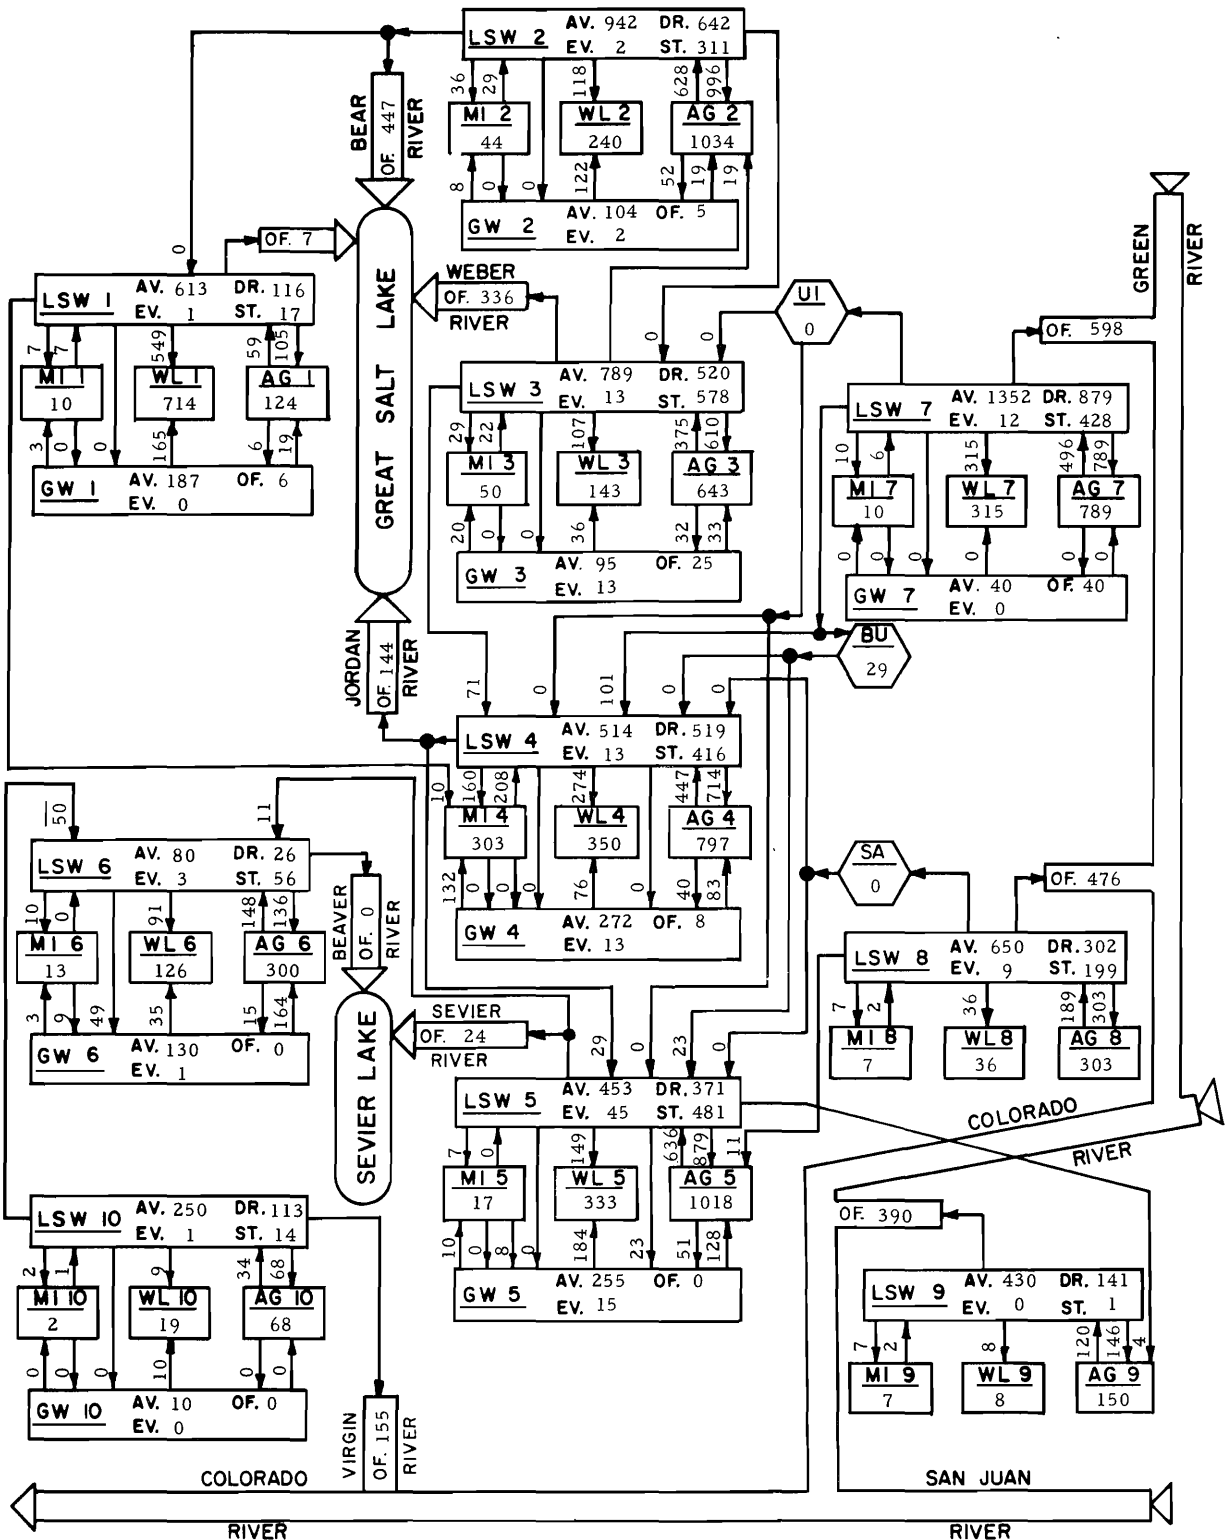 LSW 2 AV. 942 DR. 642
EV. 2 ST. 311
36 29 118 628 996
MI 2 44
WL 2 240
AG 2 1034
8 0 0 122 52 19 19
GW 2 AV. 104 OF. 5
EV. 2
BEAR RIVER
OF. 447
0
OF. 7
LSW 1 AV. 613 DR. 116
EV. 1 ST. 17
7 7 549 59 105
MI 1 10
WL 1 714
AG 1 124
3 0 0 165 6 19
GW 1 AV. 187 OF. 6
EV. 0
GREAT SALT LAKE
WEBER RIVER
OF. 336
0 0
UI 0
LSW 3 AV. 789 DR. 520
EV. 13 ST. 578
29 22 107 375 610
MI 3 50
WL 3 143
AG 3 643
20 0 0 36 32 33
GW 3 AV. 95 OF. 25
EV. 13
GREEN RIVER
OF. 598
LSW 7 AV. 1352 DR. 879
EV. 12 ST. 428
10 6 315 496 789
MI 7 10
WL 7 315
AG 7 789
0 0 0 0 0 0
GW 7 AV. 40 OF. 40
EV. 0
BU 29
JORDAN RIVER
OF. 144
71 0 101 0 0
LSW 4 AV. 514 DR. 519
EV. 13 ST. 416
10 160 208 274 447 714
MI 4 303
WL 4 350
AG 4 797
132 0 0 0 76 0 40 83
GW 4 AV. 272 OF. 8
EV. 13
50 11
LSW 6 AV. 80 DR. 26
EV. 3 ST. 56
10 0 91 148 136
MI 6 13
WL 6 126
AG 6 300
3 9 49 35 15 164
GW 6 AV. 130 OF. 0
EV. 1
BEAVER RIVER
OF. 0
SEVIER LAKE
SEVIER RIVER
OF. 24
SA 0
OF. 476
LSW 8 AV. 650 DR. 302
EV. 9 ST. 199
7 2 36 189 303
MI 8 7
WL 8 36
AG 8 303
29 0 23 0
LSW 5 AV. 453 DR. 371
EV. 45 ST. 481
7 0 149 636 879 11
MI 5 17
WL 5 333
AG 5 1018
10 0 8 0 184 23 51 128
GW 5 AV. 255 OF. 0
EV. 15
COLORADO RIVER
OF. 390
LSW 10 AV. 250 DR. 113
EV. 1 ST. 14
2 1 9 34 68
MI 10 2
WL 10 19
AG 10 68
0 0 0 10 0 0
GW 10 AV. 10 OF. 0
EV. 0
VIRGIN RIVER
OF. 155
LSW 9 AV. 430 DR. 141
EV. 0 ST. 1
7 2 8 120 146 4
MI 9 7
WL 9 8
AG 9 150
COLORADO RIVER
SAN JUAN RIVER